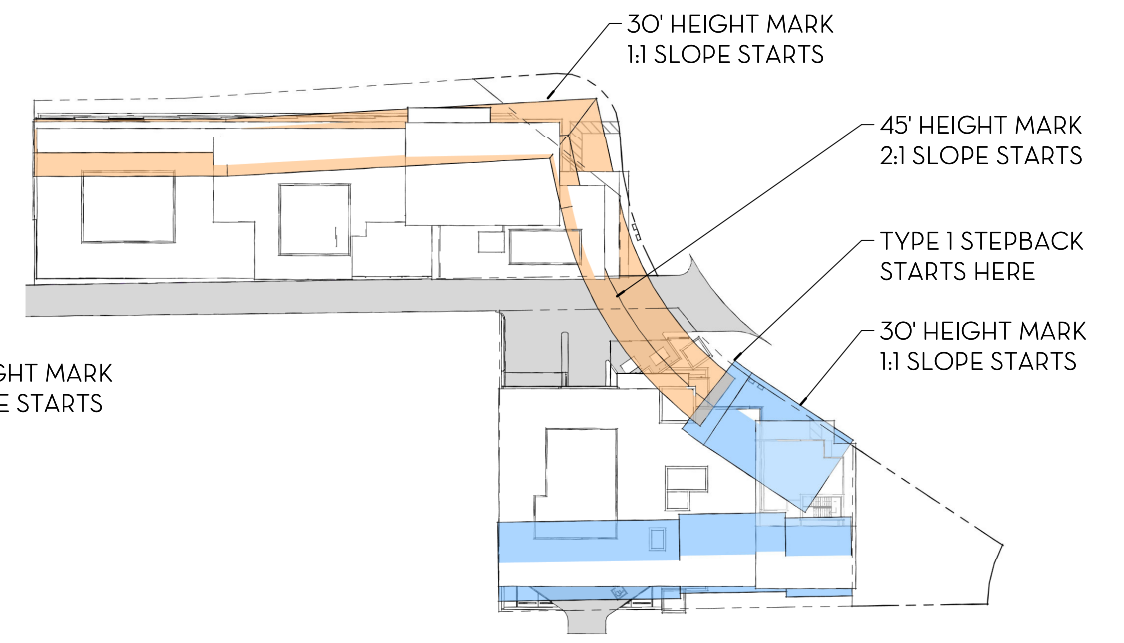 30' HEIGHT MARK
1:1 SLOPE STARTS
45' HEIGHT MARK
2:1 SLOPE STARTS
TYPE 1 STEPBACK
STARTS HERE
30' HEIGHT MARK
1:1 SLOPE STARTS
MARK
STARTS